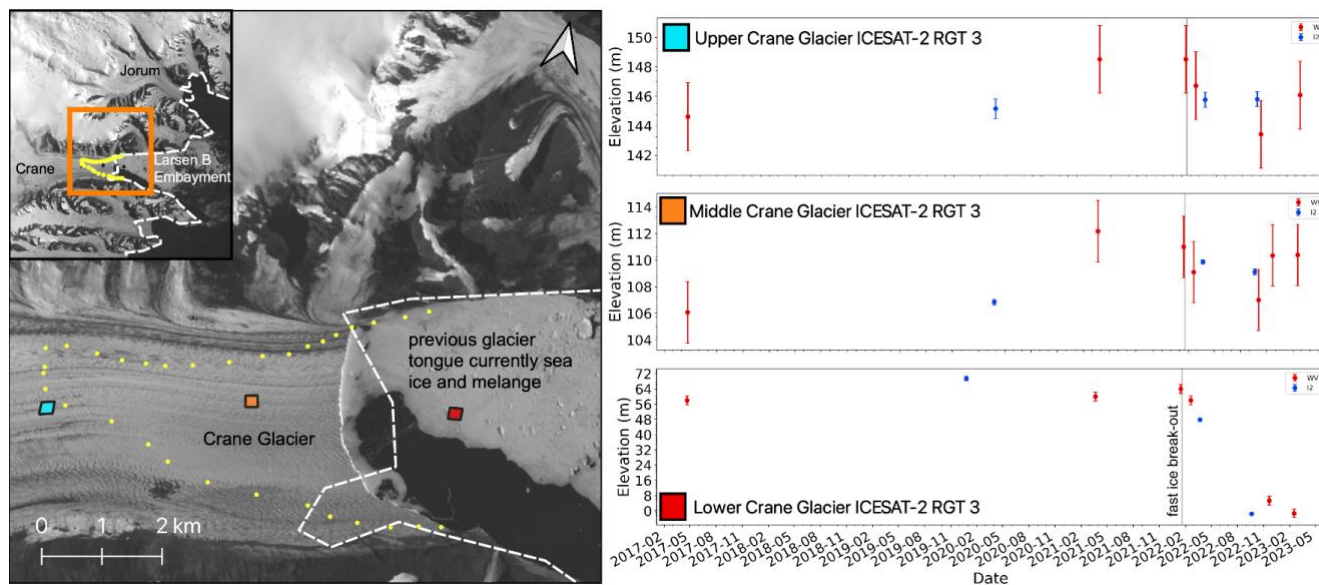 Jorum
Crane
Larsen B
Embayment
previous glacier
tongue currently sea
ice and melange
Crane Glacier
0 1 2 km
Upper Crane Glacier ICESAT-2 RGT 3
I2
Elevation (m)
150
148
146
144
142
Middle Crane Glacier ICESAT-2 RGT 3
WV
I2
Elevation (m)
114
112
110
108
106
104
Lower Crane Glacier ICESAT-2 RGT 3
WV
I2
Elevation (m)
72
64
56
48
40
32
24
16
8
0
fast ice break-out
2017-02
2017-05
2017-08
2017-11
2018-02
2018-05
2018-08
2018-11
2019-02
2019-05
2019-08
2019-11
2020-02
2020-05
2020-08
2020-11
2021-02
2021-05
2021-08
2021-11
2022-02
2022-05
2022-08
2022-11
2023-02
2023-05
Date